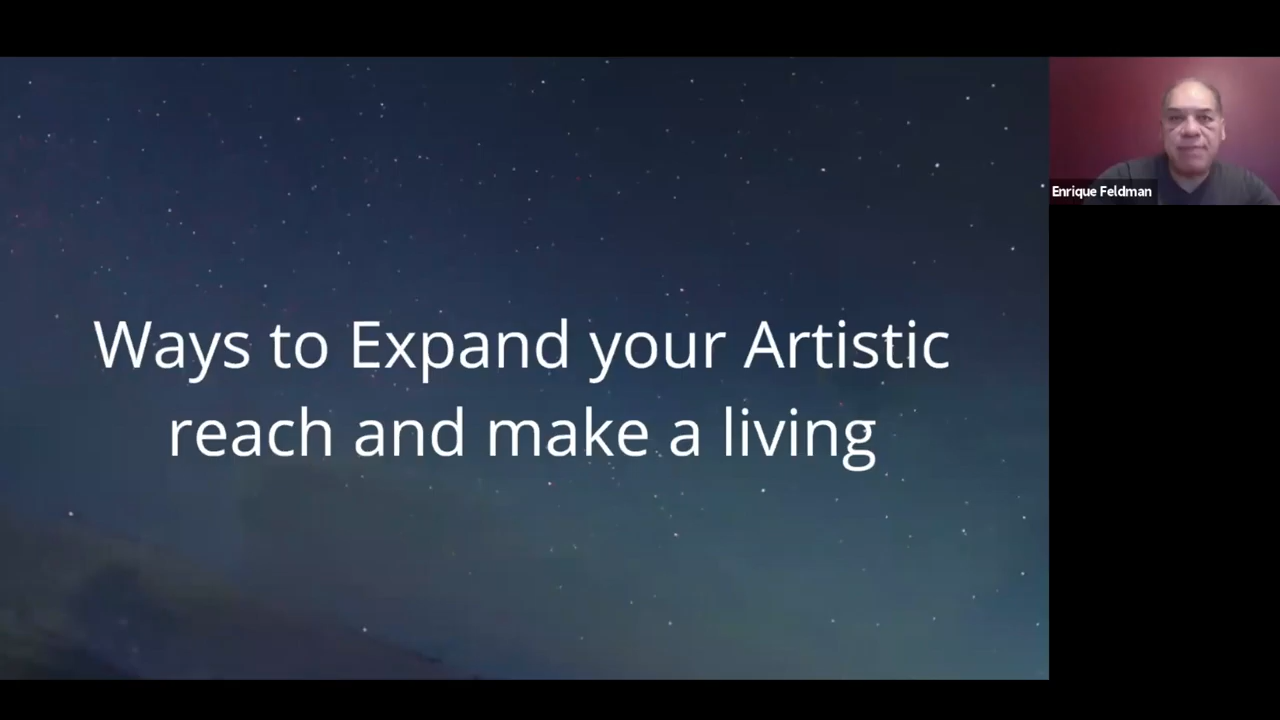 Ways to Expand your Artistic
reach and make a living
Enrique Feldman